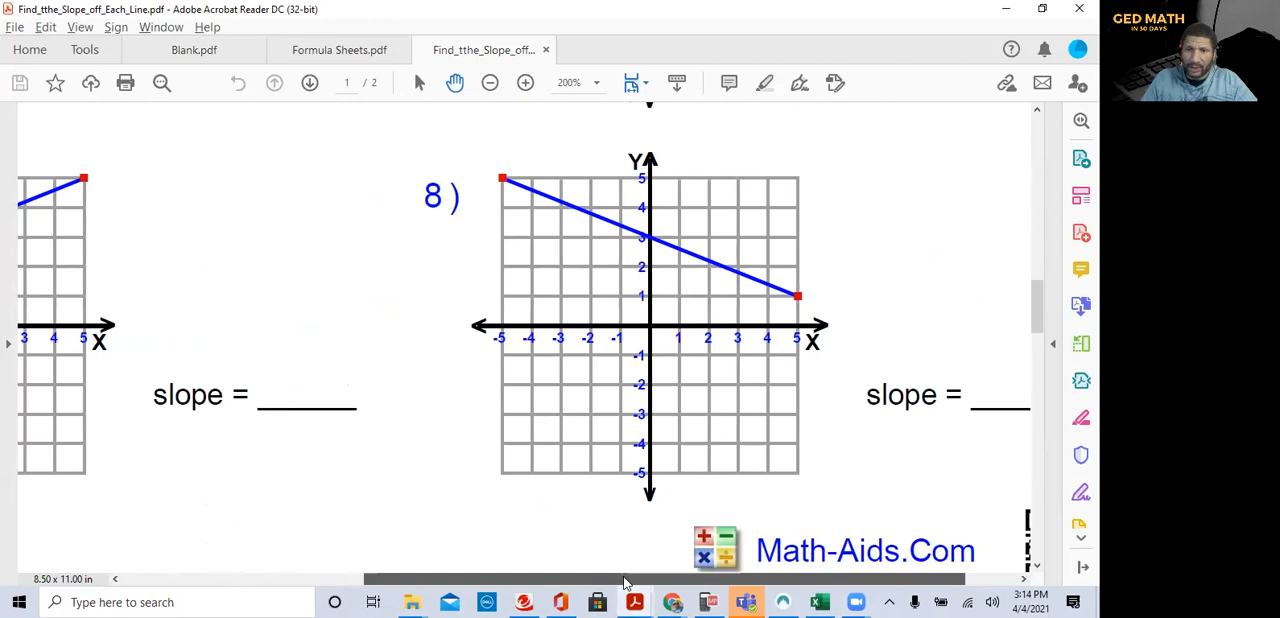 Find_tthe_Slope_off_Each_Line.pdf - Adobe Acrobat Reader DC (32-bit)
File Edit View Sign Window Help
Home Tools Blank.pdf Formula Sheets.pdf Find_tthe_Slope_off... ×
1 / 2 200%
GED MATH
IN 30 DAYS
8)
Y
5
4
3
2
1
-5 -4 -3 -2 -1 1 2 3 4 5 X
-1
-2
-3
-4
-5
3 4 5 X
slope = ______
slope = ____
Math-Aids.Com
8.50 x 11.00 in
Type here to search
3:14 PM
4/4/2021